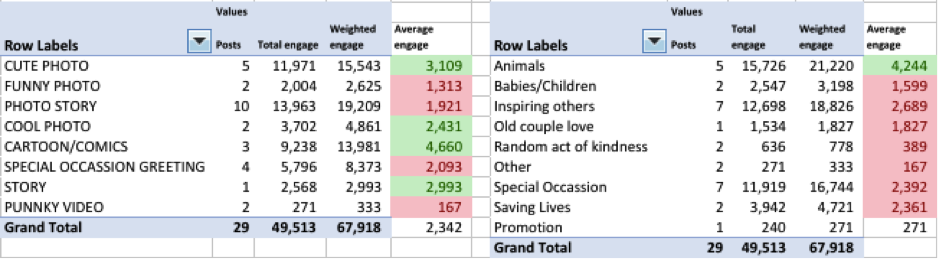 Values
Row Labels Posts Total engage Weighted engage Average engage
CUTE PHOTO 5 11,971 15,543 3,109
FUNNY PHOTO 2 2,004 2,625 1,313
PHOTO STORY 10 13,963 19,209 1,921
COOL PHOTO 2 3,702 4,861 2,431
CARTOON/COMICS 3 9,238 13,981 4,660
SPECIAL OCCASSION GREETING 4 5,796 8,373 2,093
STORY 1 2,568 2,993 2,993
PUNNKY VIDEO 2 271 333 167
Grand Total 29 49,513 67,918 2,342
Values
Row Labels Posts Total engage Weighted engage Average engage
Animals 5 15,726 21,220 4,244
Babies/Children 2 2,547 3,198 1,599
Inspiring others 7 12,698 18,826 2,689
Old couple love 1 1,534 1,827 1,827
Random act of kindness 2 636 778 389
Other 2 271 333 167
Special Occassion 7 11,919 16,744 2,392
Saving Lives 2 3,942 4,721 2,361
Promotion 1 240 271 271
Grand Total 29 49,513 67,918